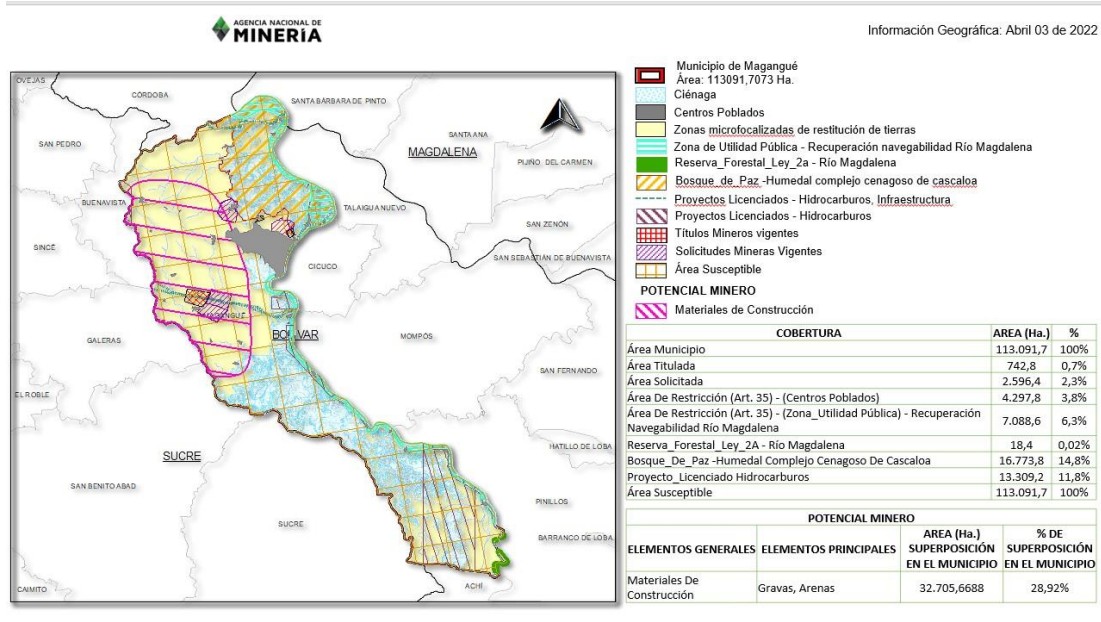 AGENCIA NACIONAL DE
MINERÍA
Información Geográfica: Abril 03 de 2022
OVEJAS
CÓRDOBA
SANTA BÁRBARA DE PINTO
SAN PEDRO
SANTA ANA
MAGDALENA
PIJIÑO DEL CARMEN
BUENAVISTA
TALAIGUA NUEVO
SAN ZENÓN
SINCÉ
SAN SEBASTIÁN DE BUENAVISTA
CICUCO
MAGANGUÉ
BOLÍVAR
GALERAS
MOMPÓS
SAN FERNANDO
EL ROBLE
HATILLO DE LOBA
SUCRE
SAN BENITO ABAD
PINILLOS
SUCRE
BARRANCO DE LOBA
ACHÍ
CAIMITO
Municipio de Magangué
Área: 113091,7073 Ha.
Ciénaga
Centros Poblados
Zonas microfocalizadas de restitución de tierras
Zona de Utilidad Pública - Recuperación navegabilidad Río Magdalena
Reserva_Forestal_Ley_2a - Río Magdalena
Bosque_de_Paz -Humedal complejo cenagoso de cascaloa
Proyectos Licenciados - Hidrocarburos, Infraestructura
Proyectos Licenciados - Hidrocarburos
Títulos Mineros vigentes
Solicitudes Mineras Vigentes
Área Susceptible
POTENCIAL MINERO
Materiales de Construcción
COBERTURA AREA (Ha.) %
Área Municipio 113.091,7 100%
Área Titulada 742,8 0,7%
Área Solicitada 2.596,4 2,3%
Área De Restricción (Art. 35) - (Centros Poblados) 4.297,8 3,8%
Área De Restricción (Art. 35) - (Zona_Utilidad Pública) - Recuperación
Navegabilidad Río Magdalena 7.088,6 6,3%
Reserva_Forestal_Ley_2A - Río Magdalena 18,4 0,02%
Bosque_De_Paz -Humedal Complejo Cenagoso De Cascaloa 16.773,8 14,8%
Proyecto_Licenciado Hidrocarburos 13.309,2 11,8%
Área Susceptible 113.091,7 100%
POTENCIAL MINERO
ELEMENTOS GENERALES ELEMENTOS PRINCIPALES AREA (Ha.) SUPERPOSICIÓN EN EL MUNICIPIO % DE SUPERPOSICIÓN EN EL MUNICIPIO
Materiales De
Construcción Gravas, Arenas 32.705,6688 28,92%